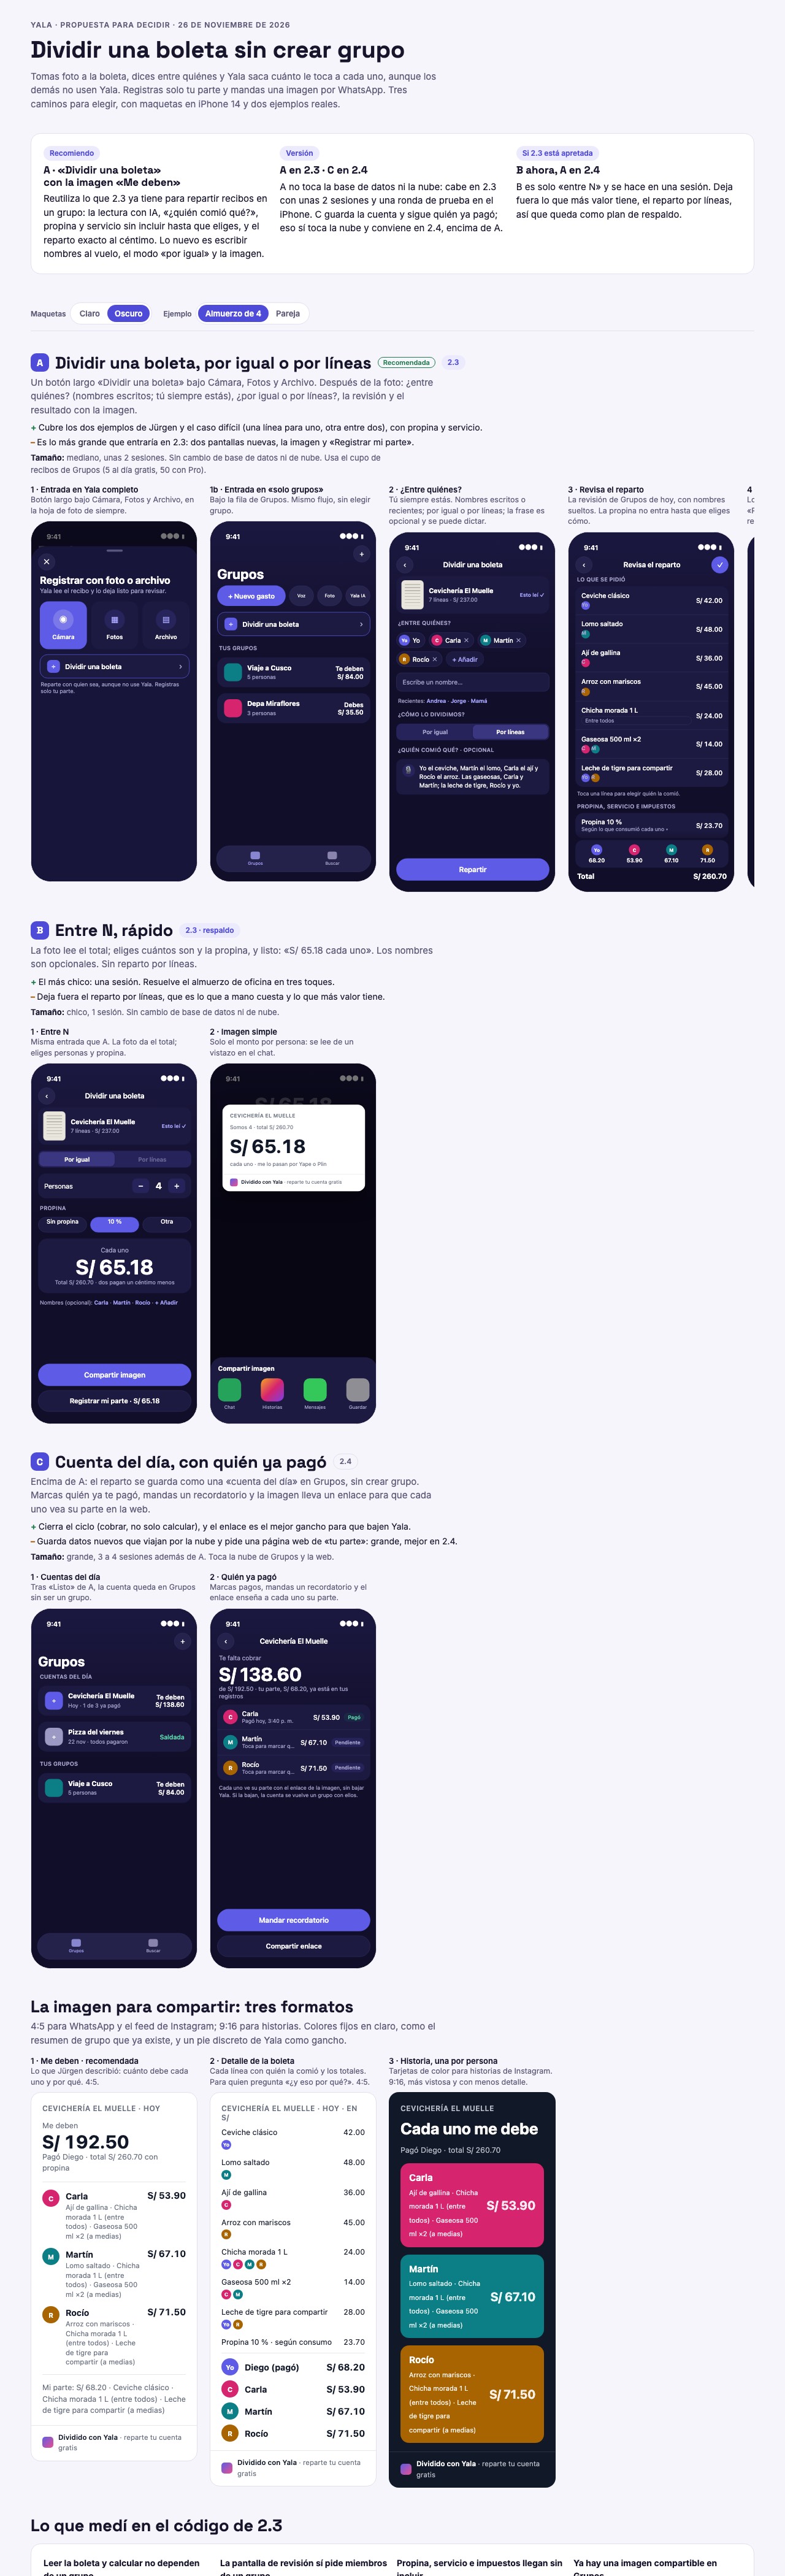 YALA · PROPUESTA PARA DECIDIR · 26 DE NOVIEMBRE DE 2026
Dividir una boleta sin crear grupo
Tomas foto a la boleta, dices entre quiénes y Yala saca cuánto le toca a cada uno, aunque los
demás no usen Yala. Registras solo tu parte y mandas una imagen por WhatsApp. Tres
caminos para elegir, con maquetas en iPhone 14 y dos ejemplos reales.
Recomiendo
A · «Dividir una boleta»
con la imagen «Me deben»
Reutiliza lo que 2.3 ya tiene para repartir recibos en
un grupo: la lectura con IA, «¿quién comió qué?»,
propina y servicio sin incluir hasta que eliges, y el
reparto exacto al céntimo. Lo nuevo es escribir
nombres al vuelo, el modo «por igual» y la imagen.
Versión
A en 2.3 · C en 2.4
A no toca la base de datos ni la nube: cabe en 2.3
con unas 2 sesiones y una ronda de prueba en el
iPhone. C guarda la cuenta y sigue quién ya pagó;
eso sí toca la nube y conviene en 2.4, encima de A.
Si 2.3 está apretada
B ahora, A en 2.4
B es solo «entre N» y se hace en una sesión. Deja
fuera lo que más valor tiene, el reparto por líneas,
así que queda como plan de respaldo.
Maquetas
Claro
Oscuro
Ejemplo
Almuerzo de 4
Pareja
A
Dividir una boleta, por igual o por líneas
Recomendada
2.3
Un botón largo «Dividir una boleta» bajo Cámara, Fotos y Archivo. Después de la foto: ¿entre
quiénes? (nombres escritos; tú siempre estás), ¿por igual o por líneas?, la revisión y el
resultado con la imagen.
+ Cubre los dos ejemplos de Jürgen y el caso difícil (una línea para uno, otra entre dos), con propina y servicio.
– Es lo más grande que entraría en 2.3: dos pantallas nuevas, la imagen y «Registrar mi parte».
Tamaño: mediano, unas 2 sesiones. Sin cambio de base de datos ni de nube. Usa el cupo de
recibos de Grupos (5 al día gratis, 50 con Pro).
1 · Entrada en Yala completo
Botón largo bajo Cámara, Fotos y Archivo, en
la hoja de foto de siempre.
9:41
✕
Registrar con foto o archivo
Yala lee el recibo y lo deja listo para revisar.
Cámara
Fotos
Archivo
+
Dividir una boleta
›
Reparte con quien sea, aunque no use Yala. Registras
solo tu parte.
1b · Entrada en «solo grupos»
Bajo la fila de Grupos. Mismo flujo, sin elegir
grupo.
9:41
+
Grupos
+ Nuevo gasto
Voz
Foto
Yala IA
+
Dividir una boleta
›
TUS GRUPOS
Viaje a Cusco
5 personas
Te deben
S/ 84.00
Depa Miraflores
3 personas
Debes
S/ 35.50
Grupos
Buscar
2 · ¿Entre quiénes?
Tú siempre estás. Nombres escritos o
recientes; por igual o por líneas; la frase es
opcional y se puede dictar.
9:41
‹
Dividir una boleta
Cevichería El Muelle
7 líneas · S/ 237.00
Esto leí ✓
¿ENTRE QUIÉNES?
Yo Yo
C Carla ✕
M Martín ✕
R Rocío ✕
+ Añadir
Escribe un nombre...
Recientes: Andrea · Jorge · Mamá
¿CÓMO LO DIVIDIMOS?
Por igual
Por líneas
¿QUIÉN COMIÓ QUÉ? · OPCIONAL
Yo el ceviche, Martín el lomo, Carla el ají y
Rocío el arroz. Las gaseosas, Carla y
Martín; la leche de tigre, Rocío y yo.
Repartir
3 · Revisa el reparto
La revisión de Grupos de hoy, con nombres
sueltos. La propina no entra hasta que eliges
cómo.
9:41
‹
Revisa el reparto
✓
LO QUE SE PIDIÓ
Ceviche clásico
S/ 42.00
Lomo saltado
S/ 48.00
Ají de gallina
S/ 36.00
Arroz con mariscos
S/ 45.00
Chicha morada 1 L
Entre todos
S/ 24.00
Gaseosa 500 ml ×2
S/ 14.00
Leche de tigre para compartir
S/ 28.00
Toca una línea para elegir quién la comió.
PROPINA, SERVICIO E IMPUESTOS
Propina 10 %
Según lo que consumió cada uno
S/ 23.70
Yo
C
M
R
68.20
53.90
67.10
71.50
Total
S/ 260.70
4
B
Entre N, rápido
2.3 · respaldo
La foto lee el total; eliges cuántos son y la propina, y listo: «S/ 65.18 cada uno». Los nombres
son opcionales. Sin reparto por líneas.
+ El más chico: una sesión. Resuelve el almuerzo de oficina en tres toques.
– Deja fuera el reparto por líneas, que es lo que a mano cuesta y lo que más valor tiene.
Tamaño: chico, 1 sesión. Sin cambio de base de datos ni de nube.
1 · Entre N
Misma entrada que A. La foto da el total;
eliges personas y propina.
9:41
‹
Dividir una boleta
Cevichería El Muelle
7 líneas · S/ 237.00
Esto leí ✓
Por igual
Por líneas
Personas
−
4
+
PROPINA
Sin propina
10 %
Otra
Cada uno
S/ 65.18
Total S/ 260.70 · dos pagan un céntimo menos
Nombres (opcional): Carla · Martín · Rocío · + Añadir
Compartir imagen
Registrar mi parte · S/ 65.18
2 · Imagen simple
Solo el monto por persona: se lee de un
vistazo en el chat.
9:41
S/ 65.18
CEVICHERÍA EL MUELLE
Somos 4 · total S/ 260.70
S/ 65.18
cada uno · me lo pasan por Yape o Plin
Dividido con Yala · reparte tu cuenta gratis
Compartir imagen
Chat
Historias
Mensajes
Guardar
C
Cuenta del día, con quién ya pagó
2.4
Encima de A: el reparto se guarda como una «cuenta del día» en Grupos, sin crear grupo.
Marcas quién ya te pagó, mandas un recordatorio y la imagen lleva un enlace para que cada
uno vea su parte en la web.
+ Cierra el ciclo (cobrar, no solo calcular), y el enlace es el mejor gancho para que bajen Yala.
– Guarda datos nuevos que viajan por la nube y pide una página web de «tu parte»: grande, mejor en 2.4.
Tamaño: grande, 3 a 4 sesiones además de A. Toca la nube de Grupos y la web.
1 · Cuentas del día
Tras «Listo» de A, la cuenta queda en Grupos
sin ser un grupo.
9:41
+
Grupos
CUENTAS DEL DÍA
+
Cevichería El Muelle
Hoy · 1 de 3 ya pagó
Te deben
S/ 138.60
+
Pizza del viernes
22 nov · todos pagaron
Saldada
TUS GRUPOS
Viaje a Cusco
5 personas
Te deben
S/ 84.00
Grupos
Buscar
2 · Quién ya pagó
Marcas pagos, mandas un recordatorio y el
enlace enseña a cada uno su parte.
9:41
‹
Cevichería El Muelle
Te falta cobrar
S/ 138.60
de S/ 192.50 · tu parte, S/ 68.20, ya está en tus
registros
C
Carla
Pagó hoy, 3:40 p. m.
S/ 53.90
Pagó
M
Martín
Toca para marcar q...
S/ 67.10
Pendiente
R
Rocío
Toca para marcar q...
S/ 71.50
Pendiente
Cada uno ve su parte con el enlace de la imagen, sin bajar
Yala. Si la bajan, la cuenta se vuelve un grupo con ellos.
Mandar recordatorio
Compartir enlace
La imagen para compartir: tres formatos
4:5 para WhatsApp y el feed de Instagram; 9:16 para historias. Colores fijos en claro, como el
resumen de grupo que ya existe, y un pie discreto de Yala como gancho.
1 · Me deben · recomendada
Lo que Jürgen describió: cuánto debe cada
uno y por qué. 4:5.
CEVICHERÍA EL MUELLE · HOY
Me deben
S/ 192.50
Pagó Diego · total S/ 260.70 con
propina
C
Carla
S/ 53.90
Ají de gallina · Chicha
morada 1 L (entre
todos) · Gaseosa 500
ml ×2 (a medias)
M
Martín
S/ 67.10
Lomo saltado · Chicha
morada 1 L (entre
todos) · Gaseosa 500
ml ×2 (a medias)
R
Rocío
S/ 71.50
Arroz con mariscos ·
Chicha morada 1 L
(entre todos) · Leche
de tigre para
compartir (a medias)
Mi parte: S/ 68.20 · Ceviche clásico ·
Chicha morada 1 L (entre todos) · Leche
de tigre para compartir (a medias)
Dividido con Yala · reparte tu cuenta
gratis
2 · Detalle de la boleta
Cada línea con quién la comió y los totales.
Para quien pregunta «¿y eso por qué?». 4:5.
CEVICHERÍA EL MUELLE · HOY · EN
S/
Ceviche clásico
42.00
Yo
Lomo saltado
48.00
M
Ají de gallina
36.00
C
Arroz con mariscos
45.00
R
Chicha morada 1 L
24.00
Yo C M R
Gaseosa 500 ml ×2
14.00
C M
Leche de tigre para compartir
28.00
Yo R
Propina 10 % · según consumo
23.70
Yo
Diego (pagó)
S/ 68.20
C
Carla
S/ 53.90
M
Martín
S/ 67.10
R
Rocío
S/ 71.50
Dividido con Yala · reparte tu cuenta
gratis
3 · Historia, una por persona
Tarjetas de color para historias de Instagram.
9:16, más vistosa y con menos detalle.
CEVICHERÍA EL MUELLE
Cada uno me debe
Pagó Diego · total S/ 260.70
Carla
Ají de gallina · Chicha
morada 1 L (entre
todos) · Gaseosa 500
ml ×2 (a medias)
S/ 53.90
Martín
Lomo saltado · Chicha
morada 1 L (entre
todos) · Gaseosa 500
ml ×2 (a medias)
S/ 67.10
Rocío
Arroz con mariscos ·
Chicha morada 1 L
(entre todos) · Leche
de tigre para
compartir (a medias)
S/ 71.50
Dividido con Yala · reparte tu cuenta
gratis
Lo que medí en el código de 2.3
Leer la boleta y calcular no dependen
La pantalla de revisión sí pide miembros
Propina, servicio e impuestos llegan sin
Ya hay una imagen compatible en